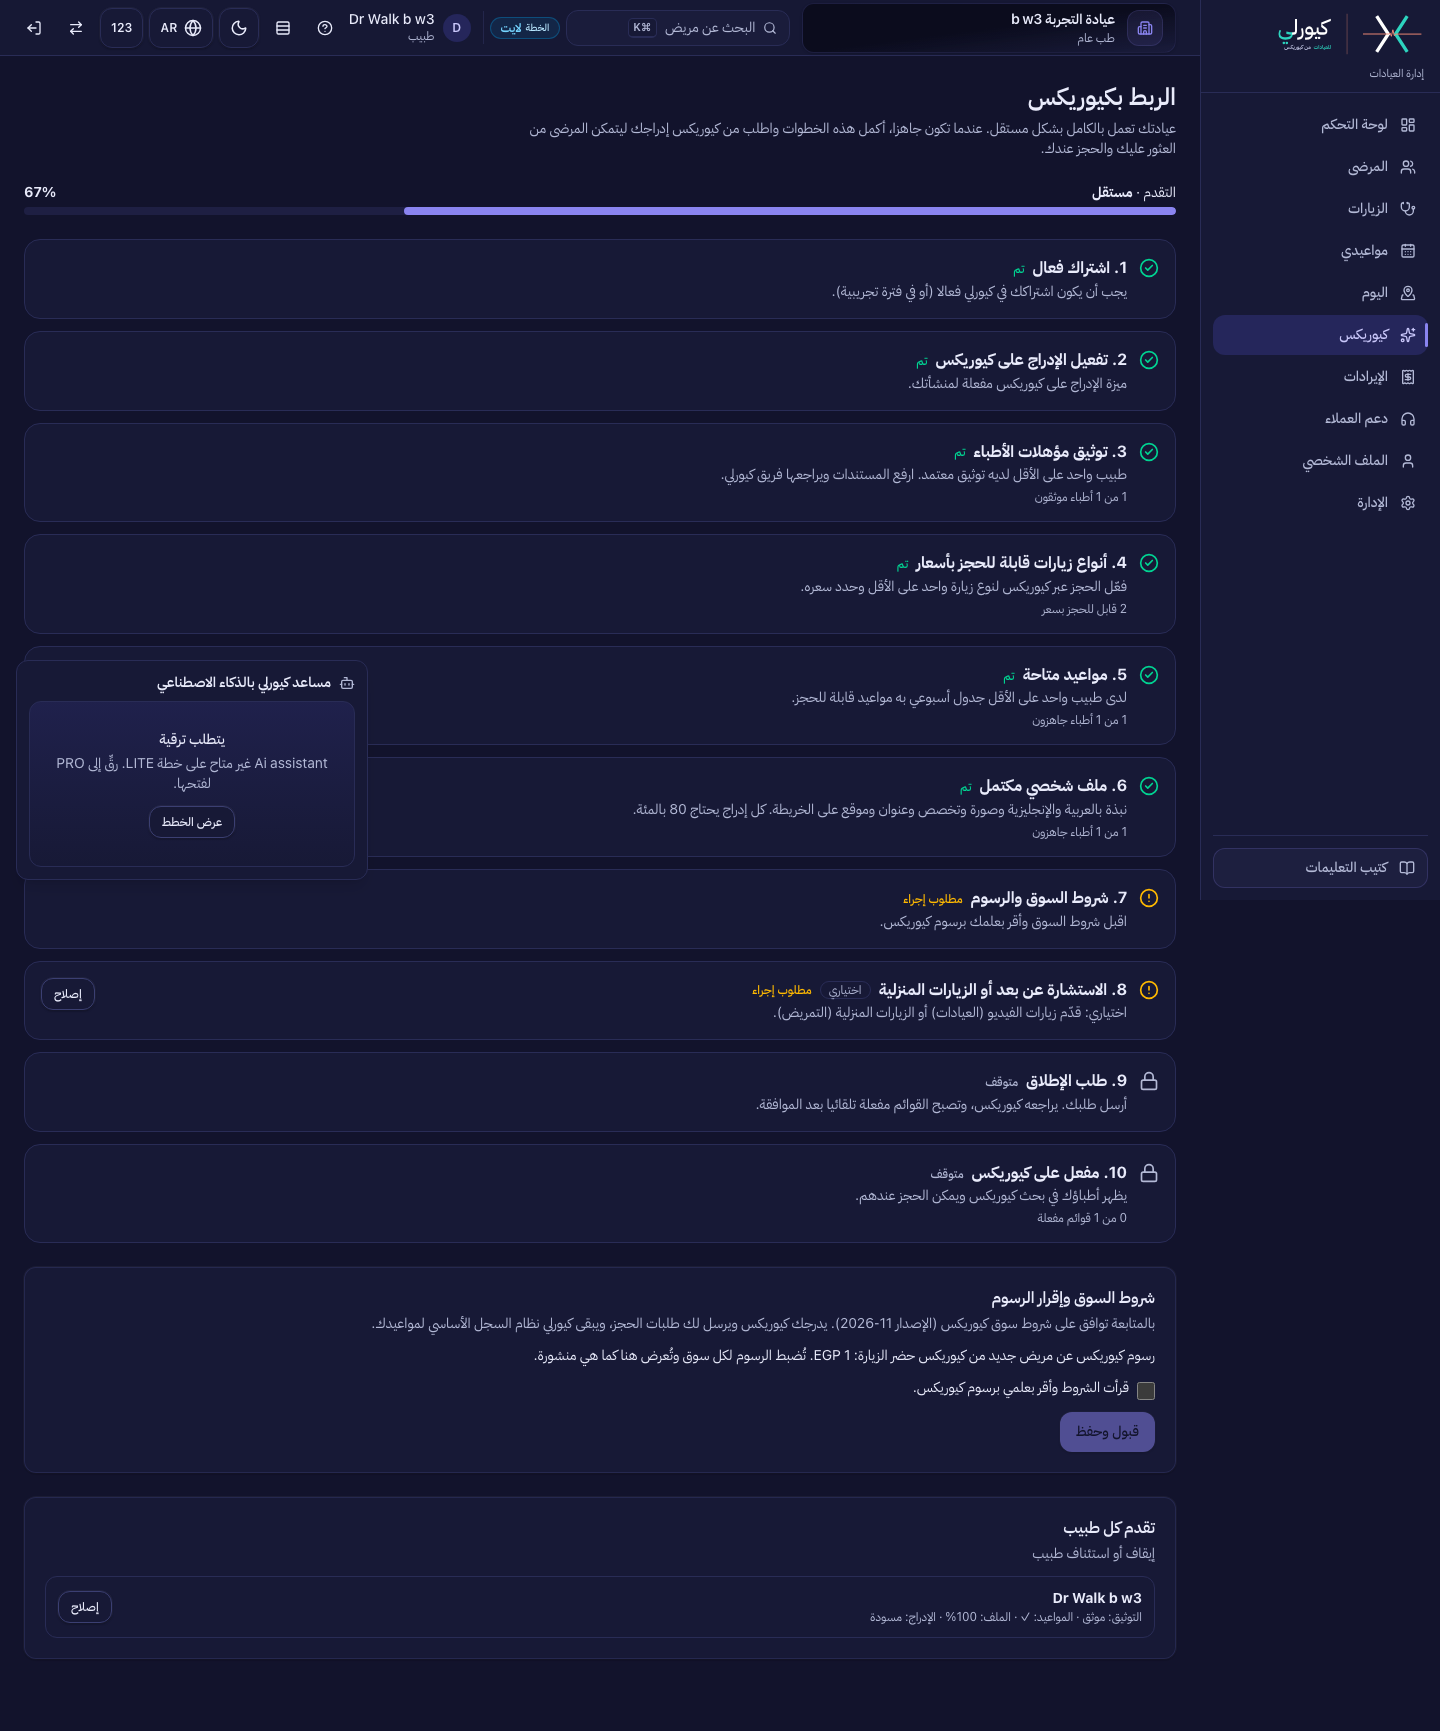 كيورلي
للعيادات من كيوريكس
إدارة العيادات
لوحة التحكم
المرضى
الزيارات
مواعيدي
اليوم
كيوريكس
الإيرادات
دعم العملاء
الملف الشخصي
الإدارة
كتيب التعليمات
عيادة التجربة b w3
طب عام
البحث عن مريض
⌘K
الخطة لايت
D
Dr Walk b w3
طبيب
AR
123
الربط بكيوريكس
عيادتك تعمل بالكامل بشكل مستقل. عندما تكون جاهزا، أكمل هذه الخطوات واطلب من كيوريكس إدراجك ليتمكن المرضى من
العثور عليك والحجز عندك.
التقدم · مستقل
67%
1. اشتراك فعال تم
يجب أن يكون اشتراكك في كيورلي فعالا (أو في فترة تجريبية).
2. تفعيل الإدراج على كيوريكس تم
ميزة الإدراج على كيوريكس مفعلة لمنشأتك.
3. توثيق مؤهلات الأطباء تم
طبيب واحد على الأقل لديه توثيق معتمد. ارفع المستندات ويراجعها فريق كيورلي.
1 من 1 أطباء موثقون
4. أنواع زيارات قابلة للحجز بأسعار تم
فعّل الحجز عبر كيوريكس لنوع زيارة واحد على الأقل وحدد سعره.
2 قابل للحجز بسعر
5. مواعيد متاحة تم
لدى طبيب واحد على الأقل جدول أسبوعي به مواعيد قابلة للحجز.
1 من 1 أطباء جاهزون
6. ملف شخصي مكتمل تم
نبذة بالعربية والإنجليزية وصورة وتخصص وعنوان وموقع على الخريطة. كل إدراج يحتاج 80 بالمئة.
1 من 1 أطباء جاهزون
مساعد كيورلي بالذكاء الاصطناعي
يتطلب ترقية
Ai assistant غير متاح على خطة LITE. رقٌ إلى PRO
لفتحها.
عرض الخطط
7. شروط السوق والرسوم مطلوب إجراء
اقبل شروط السوق وأقر بعلمك برسوم كيوريكس.
8. الاستشارة عن بعد أو الزيارات المنزلية اختياري مطلوب إجراء
اختياري: قدّم زيارات الفيديو (العيادات) أو الزيارات المنزلية (التمريض).
إصلاح
9. طلب الإطلاق متوقف
أرسل طلبك. يراجعه كيوريكس، وتصبح القوائم مفعلة تلقائيا بعد الموافقة.
10. مفعل على كيوريكس متوقف
يظهر أطباؤك في بحث كيوريكس ويمكن الحجز عندهم.
0 من 1 قوائم مفعلة
شروط السوق وإقرار الرسوم
بالمتابعة توافق على شروط سوق كيوريكس (الإصدار 11-2026). يدرجك كيوريكس ويرسل لك طلبات الحجز، ويبقى كيورلي نظام السجل الأساسي لمواعيدك.
رسوم كيوريكس عن مريض جديد من كيوريكس حضر الزيارة: EGP 1. تُضبط الرسوم لكل سوق وتُعرض هنا كما هي منشورة.
قرأت الشروط وأقر بعلمي برسوم كيوريكس.
قبول وحفظ
تقدم كل طبيب
إيقاف أو استئناف طبيب
Dr Walk b w3
التوثيق: موثق · المواعيد: ✓ · الملف: 100% · الإدراج: مسودة
إصلاح